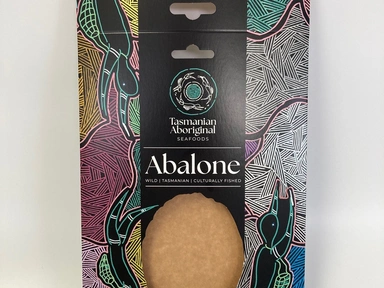 Tasmanian
Aboriginal
SEAFOODS
Abalone
WILD | TASMANIAN | CULTURALLY FISHED